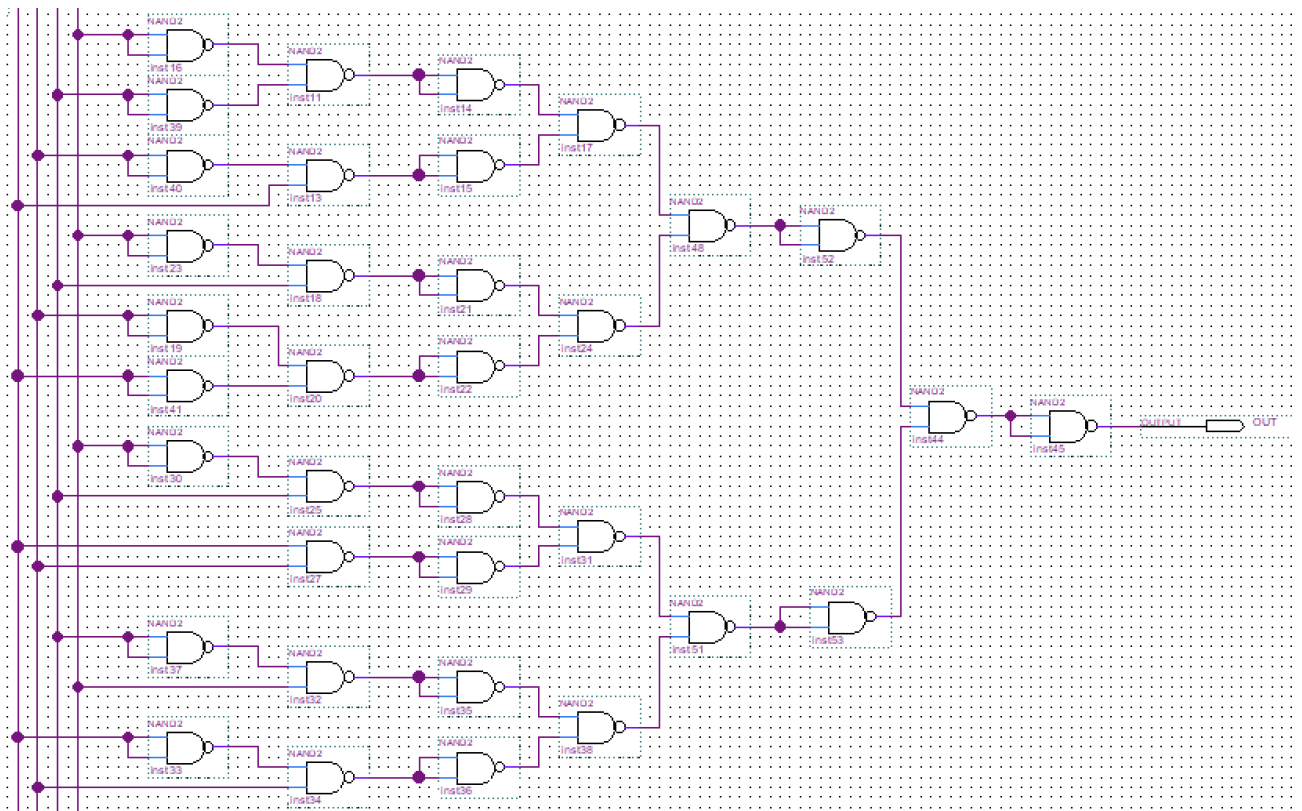 NAND2
inst16
NAND2
inst39
NAND2
inst40
NAND2
inst11
NAND2
inst13
NAND2
inst14
NAND2
inst15
NAND2
inst17
NAND2
inst23
NAND2
inst18
NAND2
inst19
NAND2
inst41
NAND2
inst20
NAND2
inst21
NAND2
inst22
NAND2
inst24
NAND2
inst48
NAND2
inst52
NAND2
inst30
NAND2
inst25
NAND2
inst27
NAND2
inst28
NAND2
inst29
NAND2
inst31
NAND2
inst37
NAND2
inst32
NAND2
inst33
NAND2
inst34
NAND2
inst35
NAND2
inst36
NAND2
inst38
NAND2
inst51
NAND2
inst53
NAND2
inst44
NAND2
inst45
OUTPUT
OUT